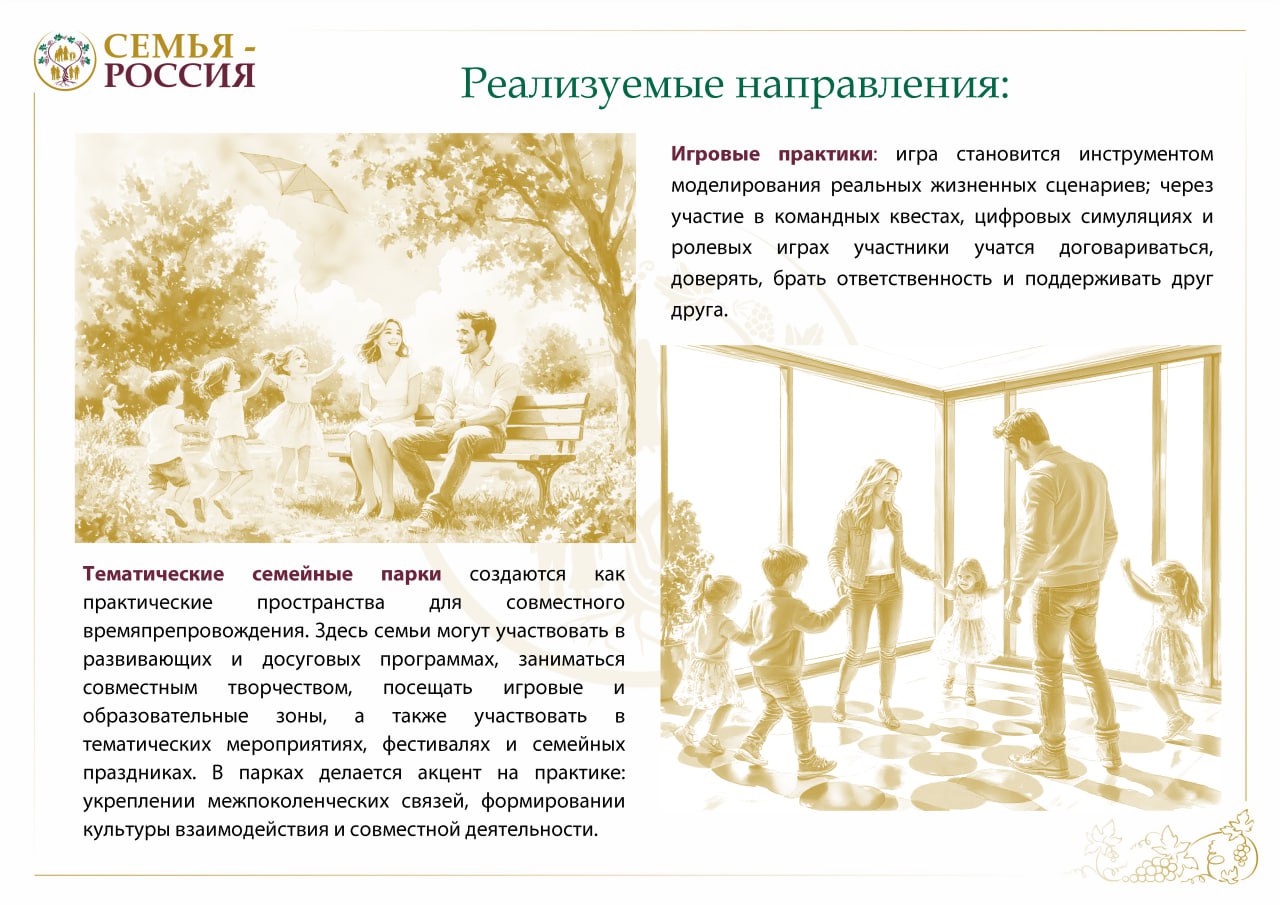 СЕМЬЯ -
РОССИЯ
Реализуемые направления:
Тематические семейные парки создаются как
практические пространства для совместного
времяпрепровождения. Здесь семьи могут участвовать в
развивающих и досуговых программах, заниматься
совместным творчеством, посещать игровые и
образовательные зоны, а также участвовать в
тематических мероприятиях, фестивалях и семейных
праздниках. В парках делается акцент на практике:
укреплении межпоколенческих связей, формировании
культуры взаимодействия и совместной деятельности.
Игровые практики: игра становится инструментом
моделирования реальных жизненных сценариев; через
участие в командных квестах, цифровых симуляциях и
ролевых играх участники учатся договариваться,
доверять, брать ответственность и поддерживать друг
друга.